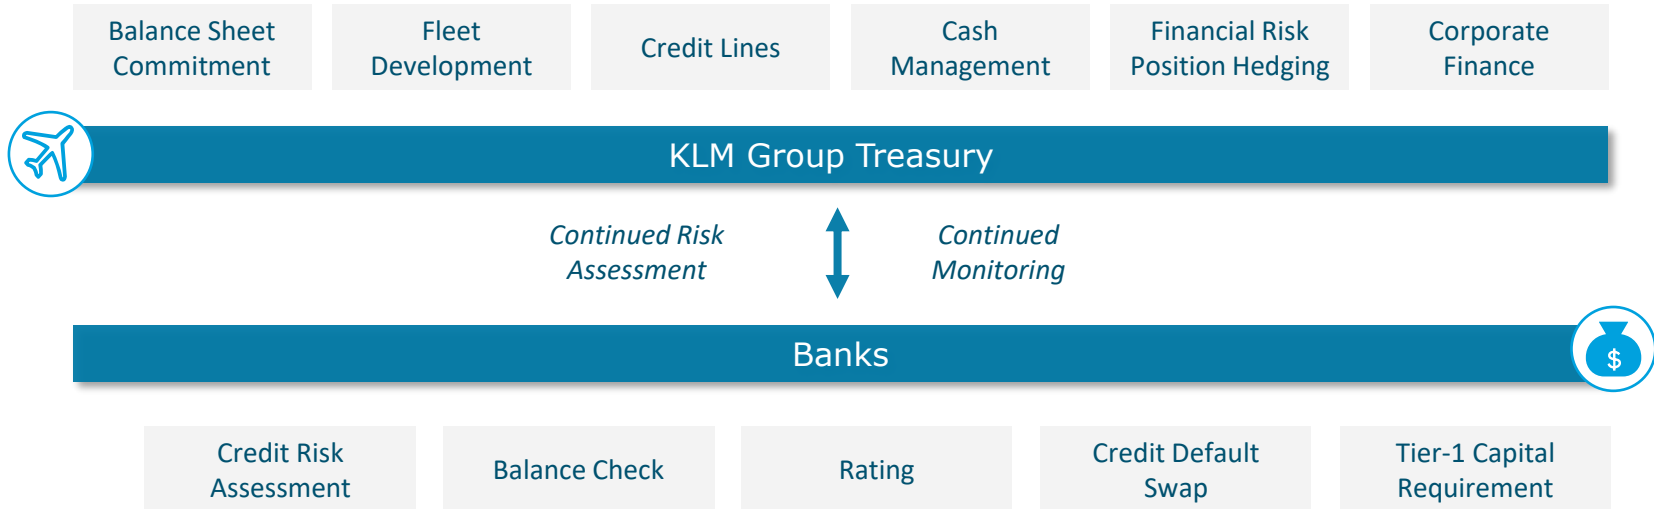 Balance Sheet
Commitment
Fleet
Development
Credit Lines
Cash
Management
Financial Risk
Position Hedging
Corporate
Finance
KLM Group Treasury
Continued Risk
Assessment
Continued
Monitoring
Banks
$
Credit Risk
Assessment
Balance Check
Rating
Credit Default
Swap
Tier-1 Capital
Requirement